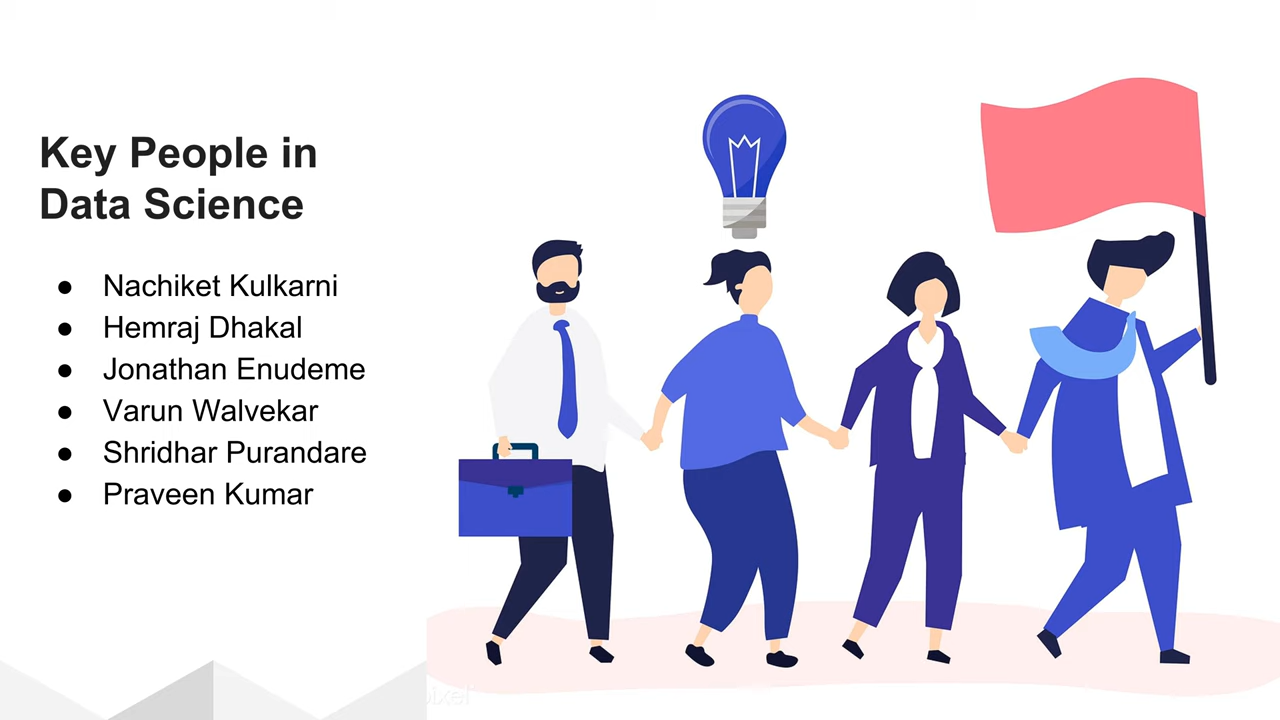 Key People in
Data Science
● Nachiket Kulkarni
● Hemraj Dhakal
● Jonathan Enudeme
● Varun Walvekar
● Shridhar Purandare
● Praveen Kumar